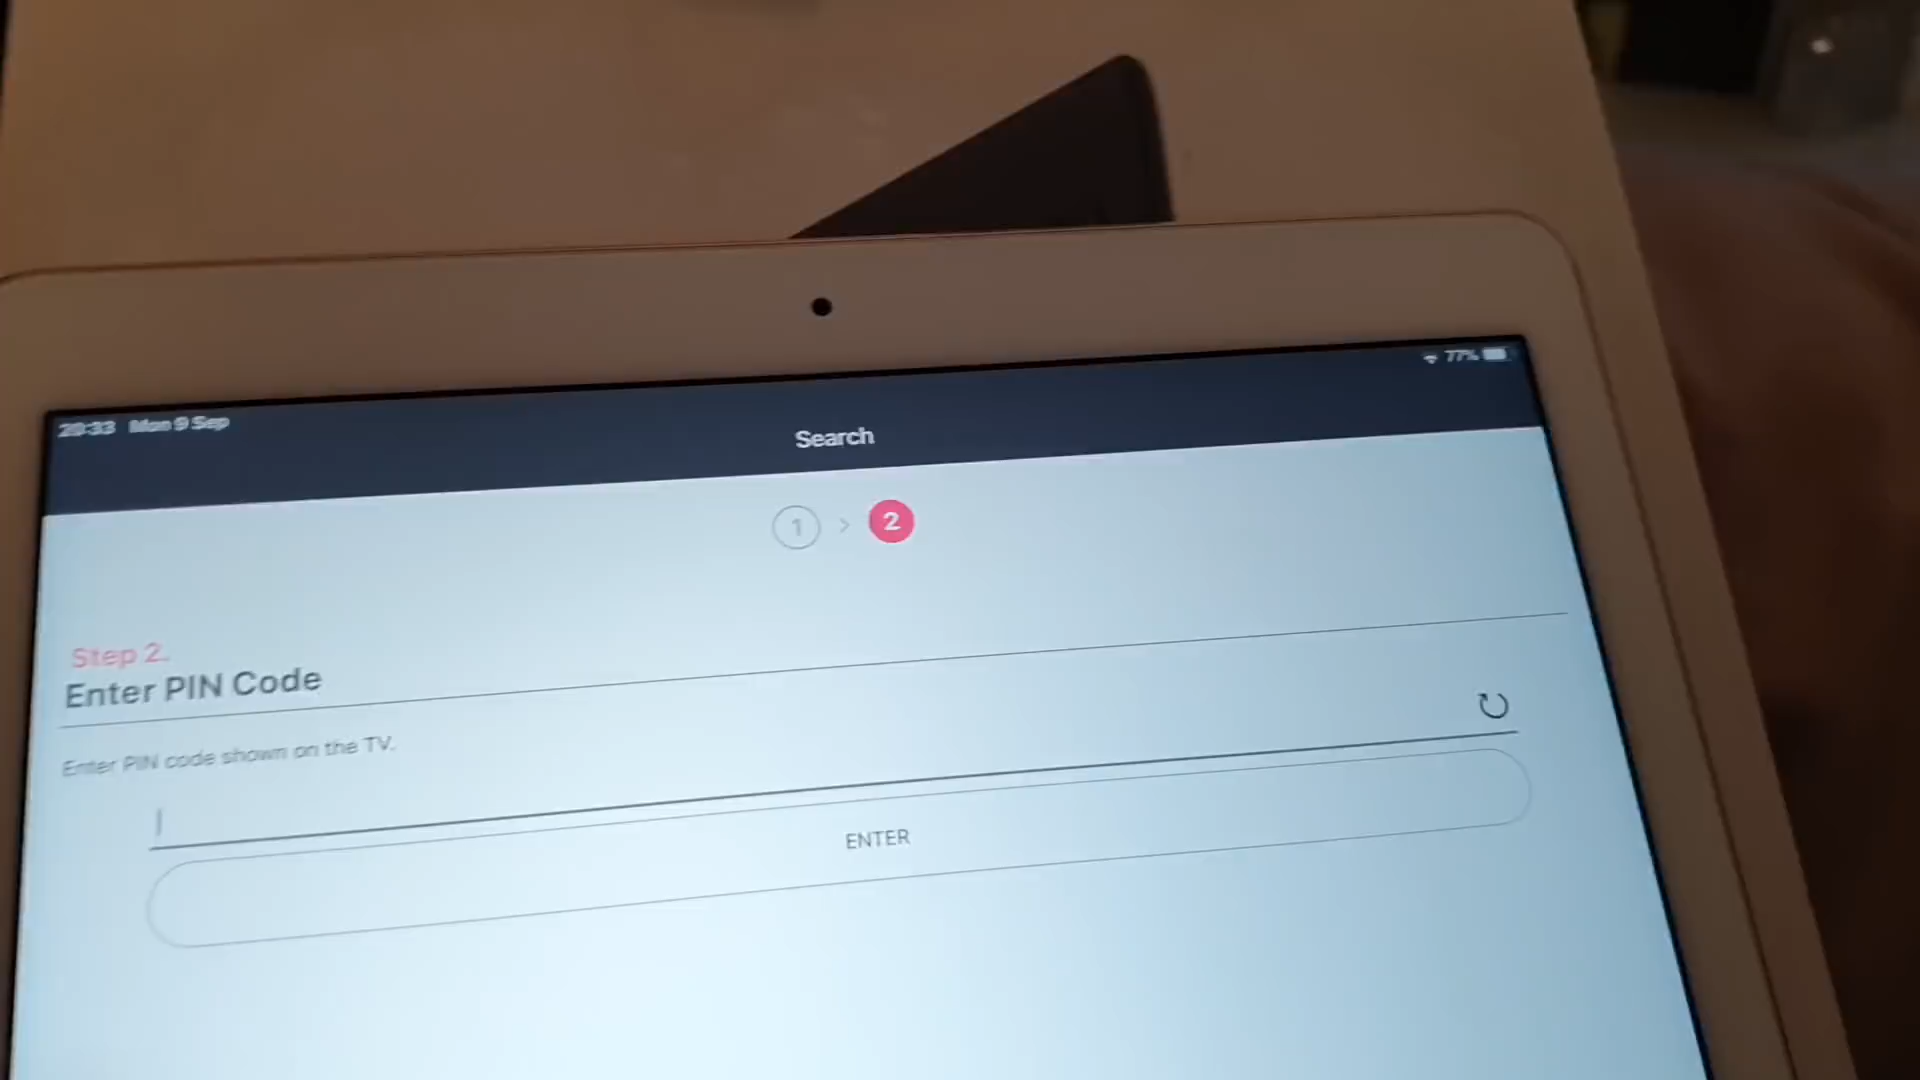 20:33 Mon 9 Sep
77%
Search
1 > 2
Step 2.
Enter PIN Code
Enter PIN code shown on the TV.
ENTER